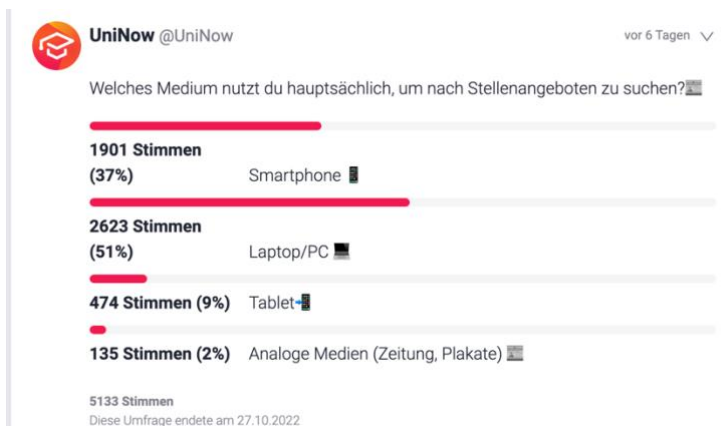 UniNow @UniNow vor 6 Tagen
Welches Medium nutzt du hauptsächlich, um nach Stellenangeboten zu suchen?📰
1901 Stimmen
(37%) Smartphone 📱
2623 Stimmen
(51%) Laptop/PC 💻
474 Stimmen (9%) Tablet📲
135 Stimmen (2%) Analoge Medien (Zeitung, Plakate) 📰
5133 Stimmen
Diese Umfrage endete am 27.10.2022